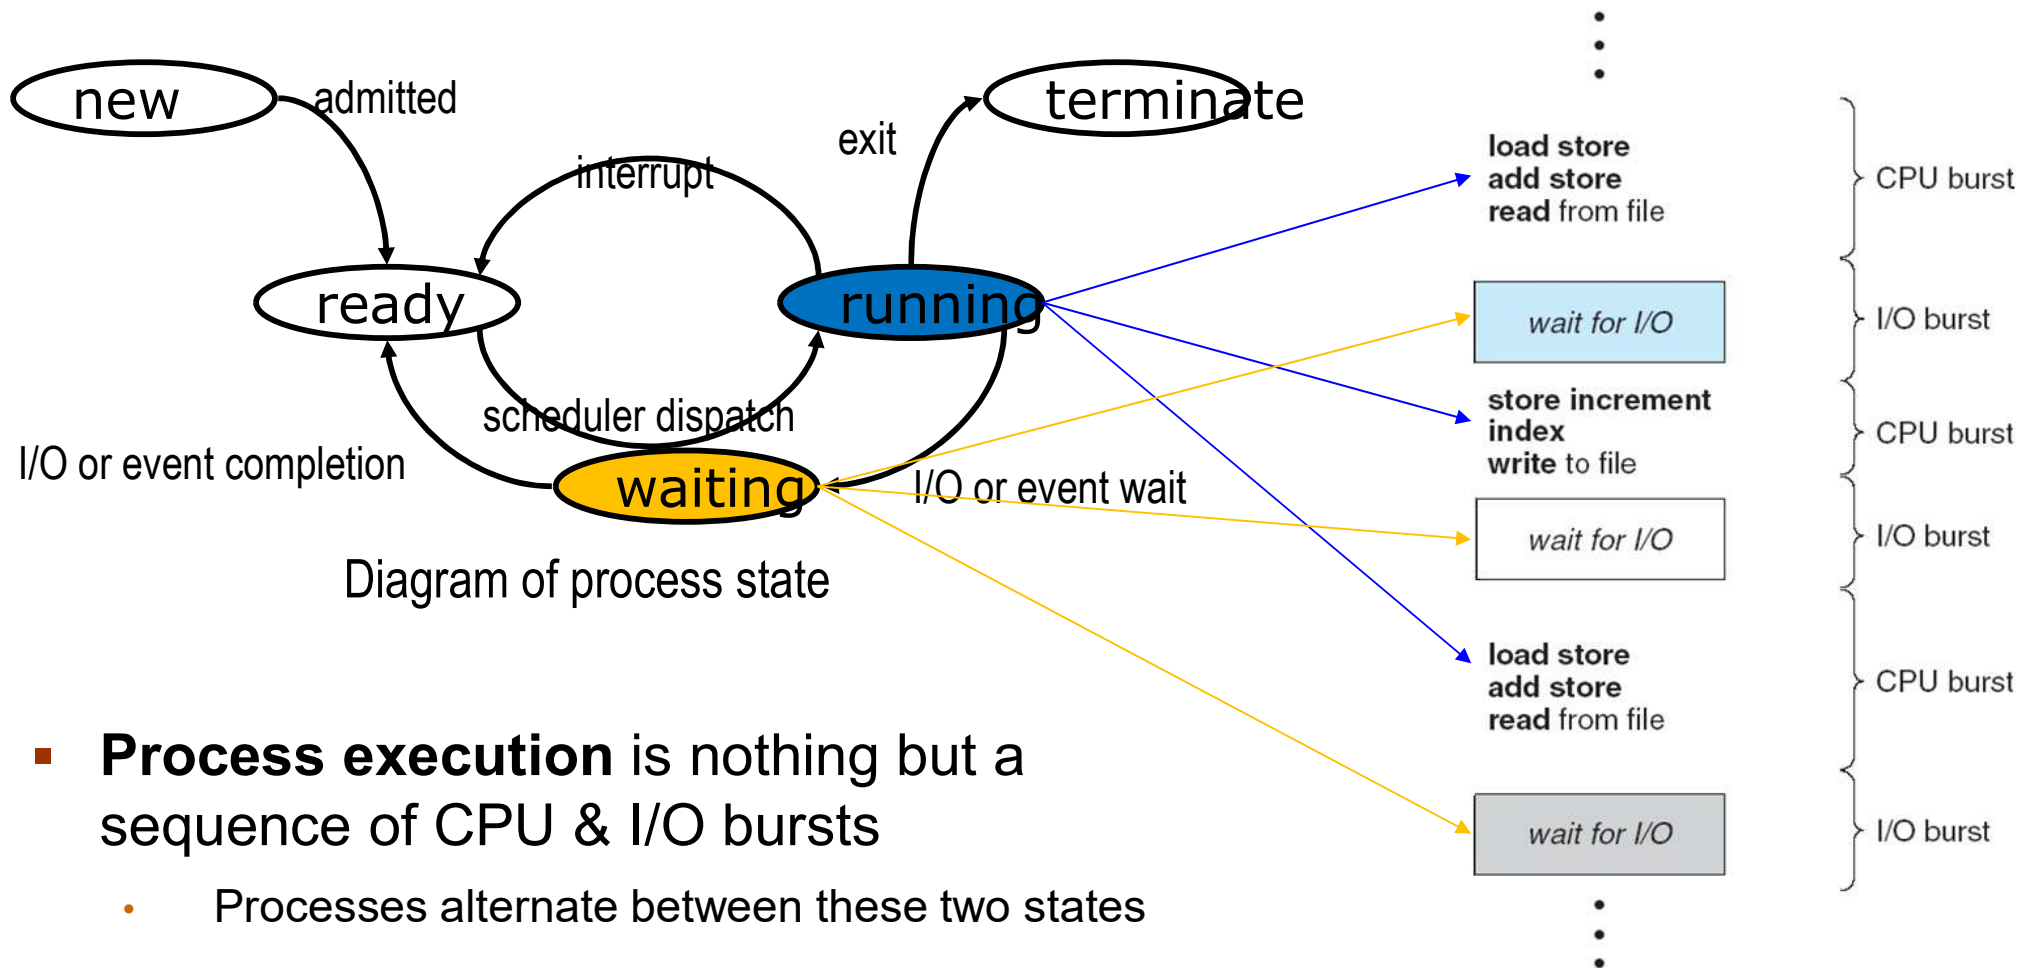 new
admitted
terminate
exit
interrupt
ready
running
scheduler dispatch
I/O or event completion
waiting
I/O or event wait
Diagram of process state
▪ Process execution is nothing but a
sequence of CPU & I/O bursts
• Processes alternate between these two states
load store
add store
read from file
CPU burst
wait for I/O
I/O burst
store increment
index
write to file
CPU burst
wait for I/O
I/O burst
load store
add store
read from file
CPU burst
wait for I/O
I/O burst